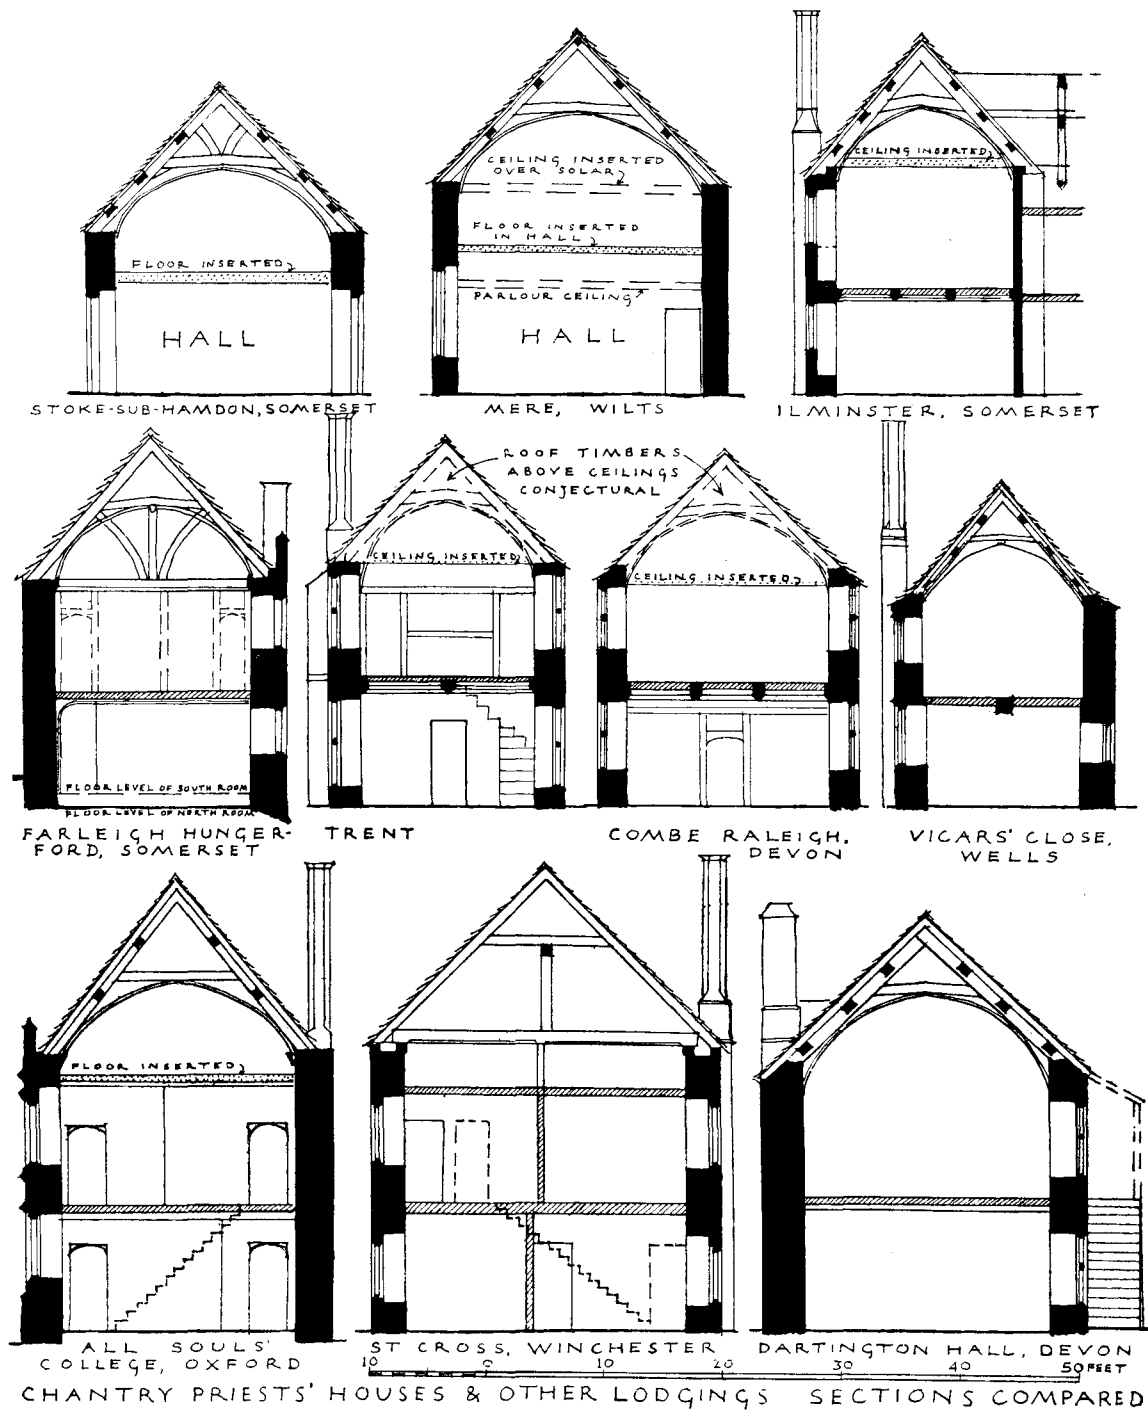 CEILING INSERTED
OVER SOLAR
FLOOR INSERTED
IN HALL
PARLOUR CEILING
HALL
FLOOR INSERTED
HALL
CEILING INSERTED
STOKE-SUB-HAMDON, SOMERSET
MERE, WILTS
ILMINSTER, SOMERSET
ROOF TIMBERS
ABOVE CEILINGS
CONJECTURAL
CEILING INSERTED
CEILING INSERTED
FLOOR LEVEL OF SOUTH ROOM
FLOOR LEVEL OF NORTH ROOM
FARLEIGH HUNGER-
FORD, SOMERSET
TRENT
COMBE RALEIGH,
DEVON
VICARS' CLOSE,
WELLS
FLOOR INSERTED
ALL SOULS'
COLLEGE, OXFORD
ST CROSS, WINCHESTER
DARTINGTON HALL, DEVON
10 0 10 20 30 40 50 FEET
CHANTRY PRIESTS' HOUSES & OTHER LODGINGS SECTIONS COMPARED